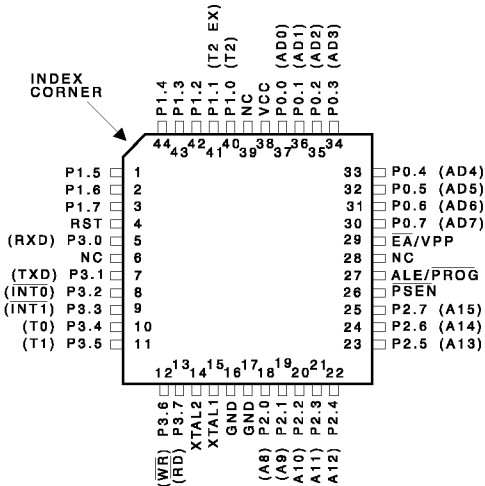 INDEX
CORNER
P1.4
P1.3
P1.2
P1.1 (T2 EX)
P1.0 (T2)
NC
VCC
P0.0 (AD0)
P0.1 (AD1)
P0.2 (AD2)
P0.3 (AD3)
44 43 42 41 40 39 38 37 36 35 34
P1.5 1
P1.6 2
P1.7 3
RST 4
(RXD) P3.0 5
NC 6
(TXD) P3.1 7
(INT0) P3.2 8
(INT1) P3.3 9
(T0) P3.4 10
(T1) P3.5 11
33 P0.4 (AD4)
32 P0.5 (AD5)
31 P0.6 (AD6)
30 P0.7 (AD7)
29 EA/VPP
28 NC
27 ALE/PROG
26 PSEN
25 P2.7 (A15)
24 P2.6 (A14)
23 P2.5 (A13)
12 13 14 15 16 17 18 19 20 21 22
(WR) P3.6
(RD) P3.7
XTAL2
XTAL1
GND
GND
(A8) P2.0
(A9) P2.1
A10) P2.2
A11) P2.3
A12) P2.4